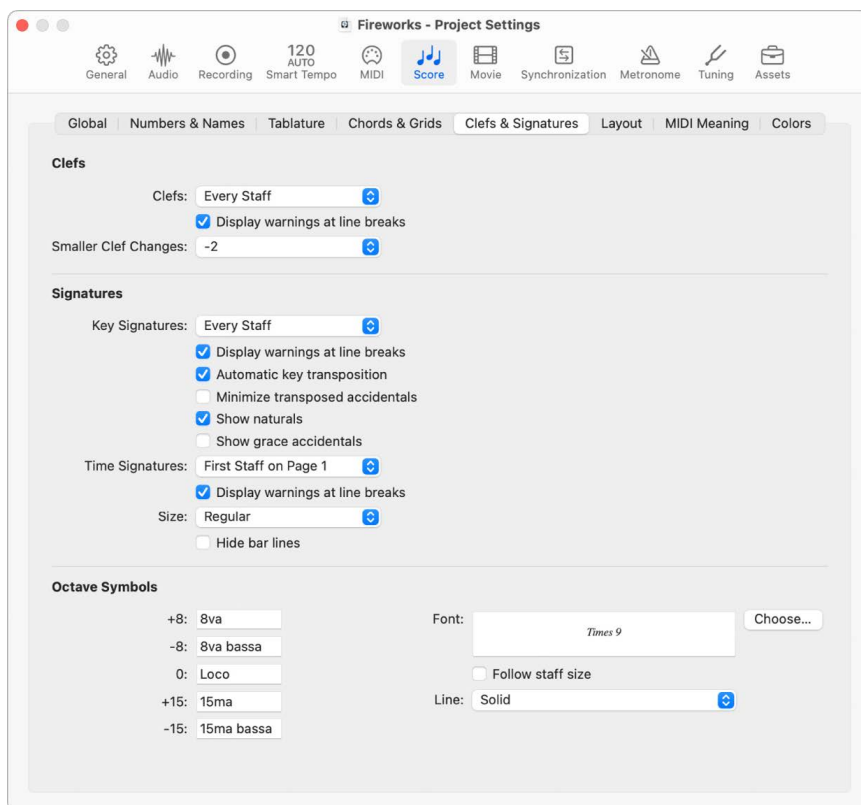 Fireworks - Project Settings
120
AUTO
General Audio Recording Smart Tempo MIDI Score Movie Synchronization Metronome Tuning Assets
Global Numbers & Names Tablature Chords & Grids Clefs & Signatures Layout MIDI Meaning Colors
Clefs
Clefs: Every Staff
Display warnings at line breaks
Smaller Clef Changes: -2
Signatures
Key Signatures: Every Staff
Display warnings at line breaks
Automatic key transposition
Minimize transposed accidentals
Show naturals
Show grace accidentals
Time Signatures: First Staff on Page 1
Display warnings at line breaks
Size: Regular
Hide bar lines
Octave Symbols
+8: 8va
-8: 8va bassa
0: Loco
+15: 15ma
-15: 15ma bassa
Font: Times 9 Choose...
Follow staff size
Line: Solid